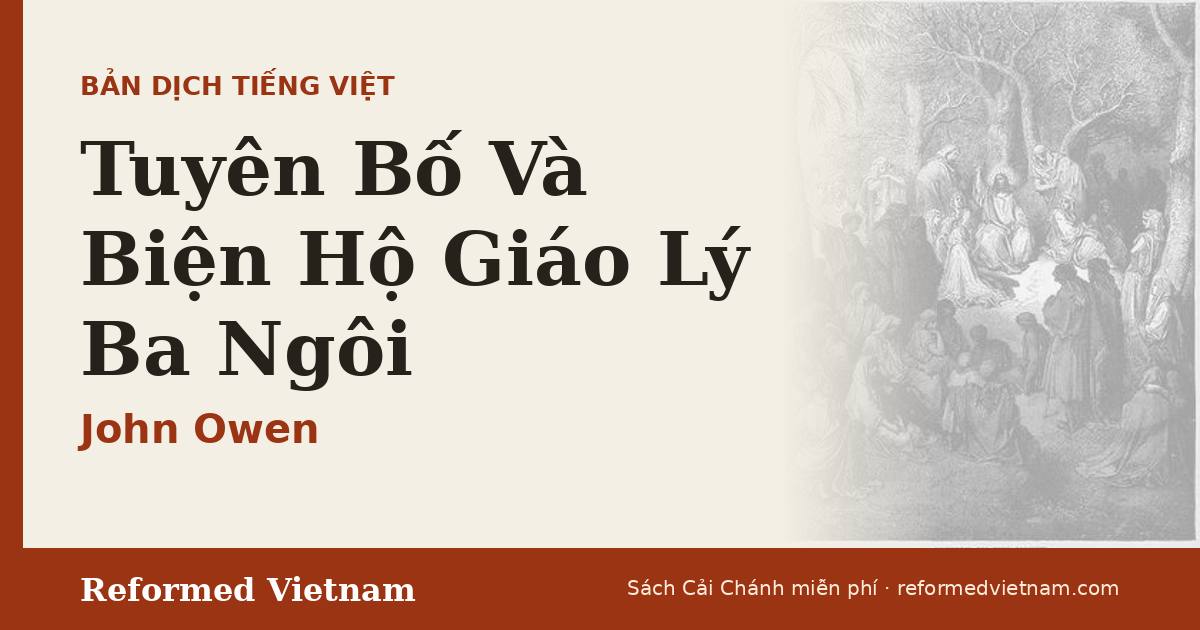 BẢN DỊCH TIẾNG VIỆT
Tuyên Bố Và
Biện Hộ Giáo Lý
Ba Ngôi
John Owen
Reformed Vietnam
Sách Cải Chánh miễn phí · reformedvietnam.com